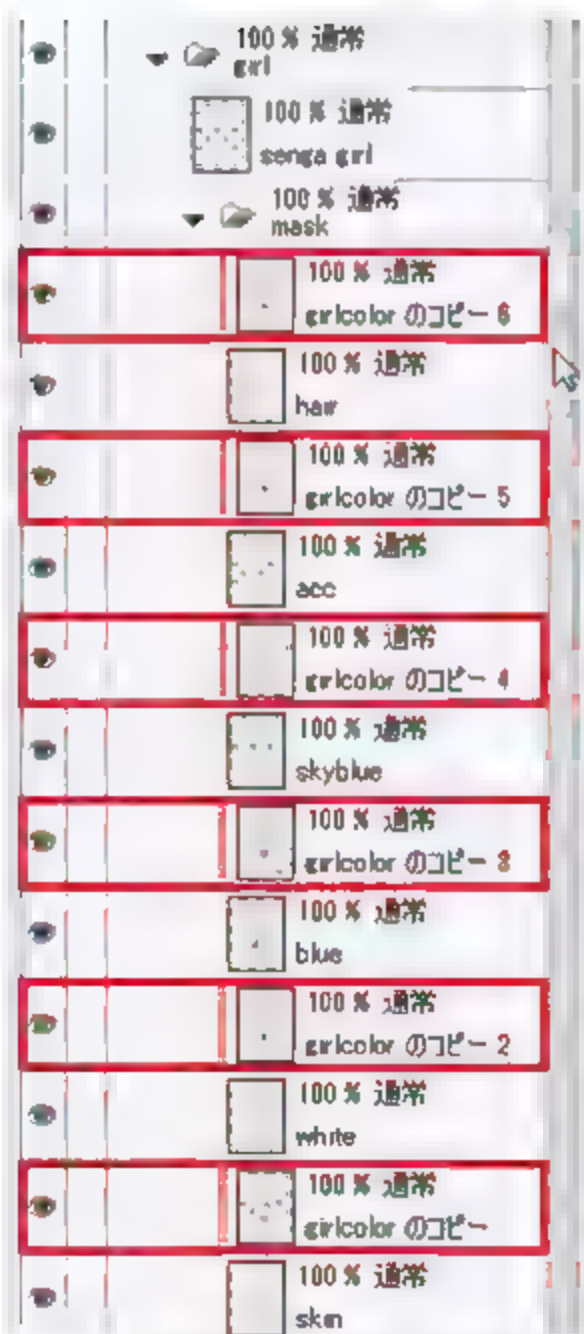 100 % 通常
girl
100 % 通常
senga girl
100 % 通常
mask
100 % 通常
girlcolor のコピー 6
100 % 通常
hair
100 % 通常
girlcolor のコピー 5
100 % 通常
acc
100 % 通常
girlcolor のコピー 4
100 % 通常
skyblue
100 % 通常
girlcolor のコピー 3
100 % 通常
blue
100 % 通常
girlcolor のコピー 2
100 % 通常
white
100 % 通常
girlcolor のコピー
100 % 通常
skin